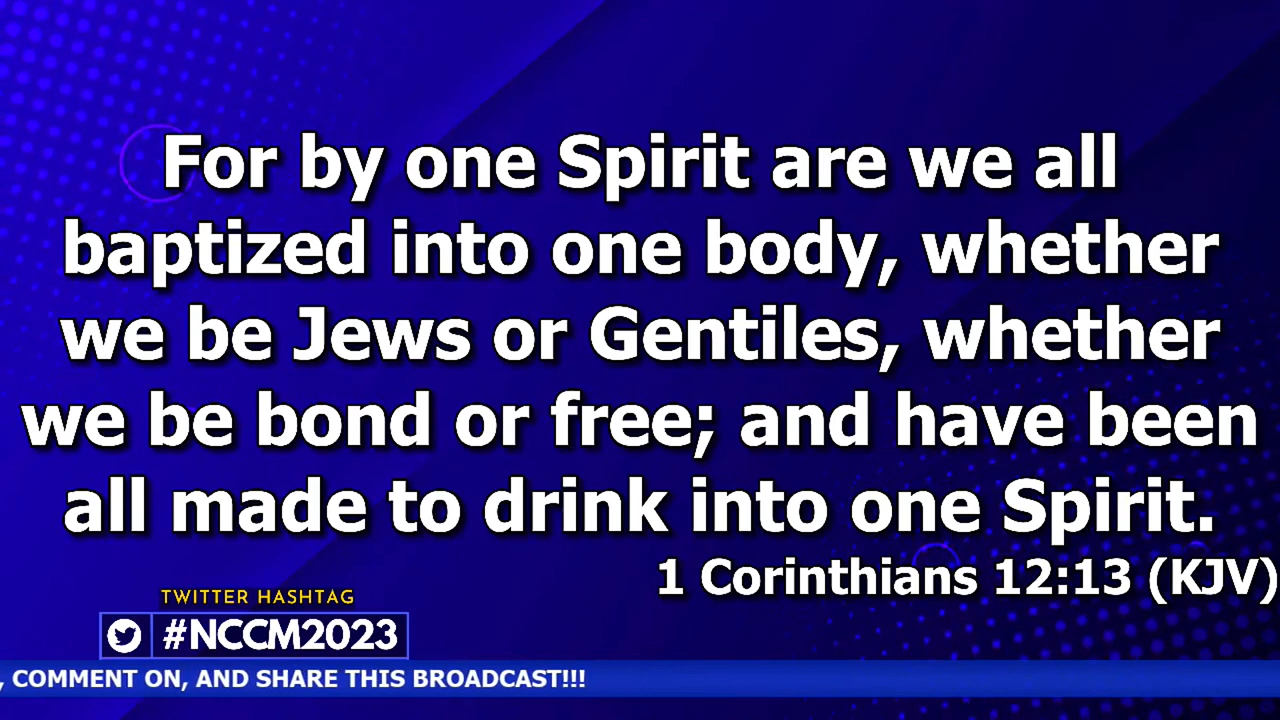 For by one Spirit are we all
baptized into one body, whether
we be Jews or Gentiles, whether
we be bond or free; and have been
all made to drink into one Spirit.
1 Corinthians 12:13 (KJV)
TWITTER HASHTAG
#NCCM2023
, COMMENT ON, AND SHARE THIS BROADCAST!!!